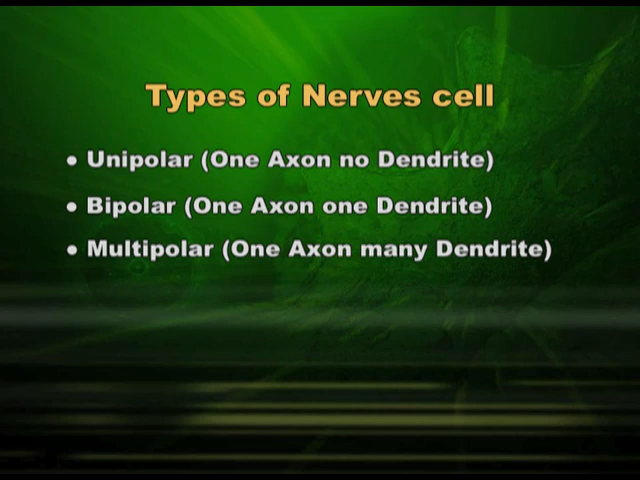 Types of Nerves cell
● Unipolar (One Axon no Dendrite)
● Bipolar (One Axon one Dendrite)
● Multipolar (One Axon many Dendrite)